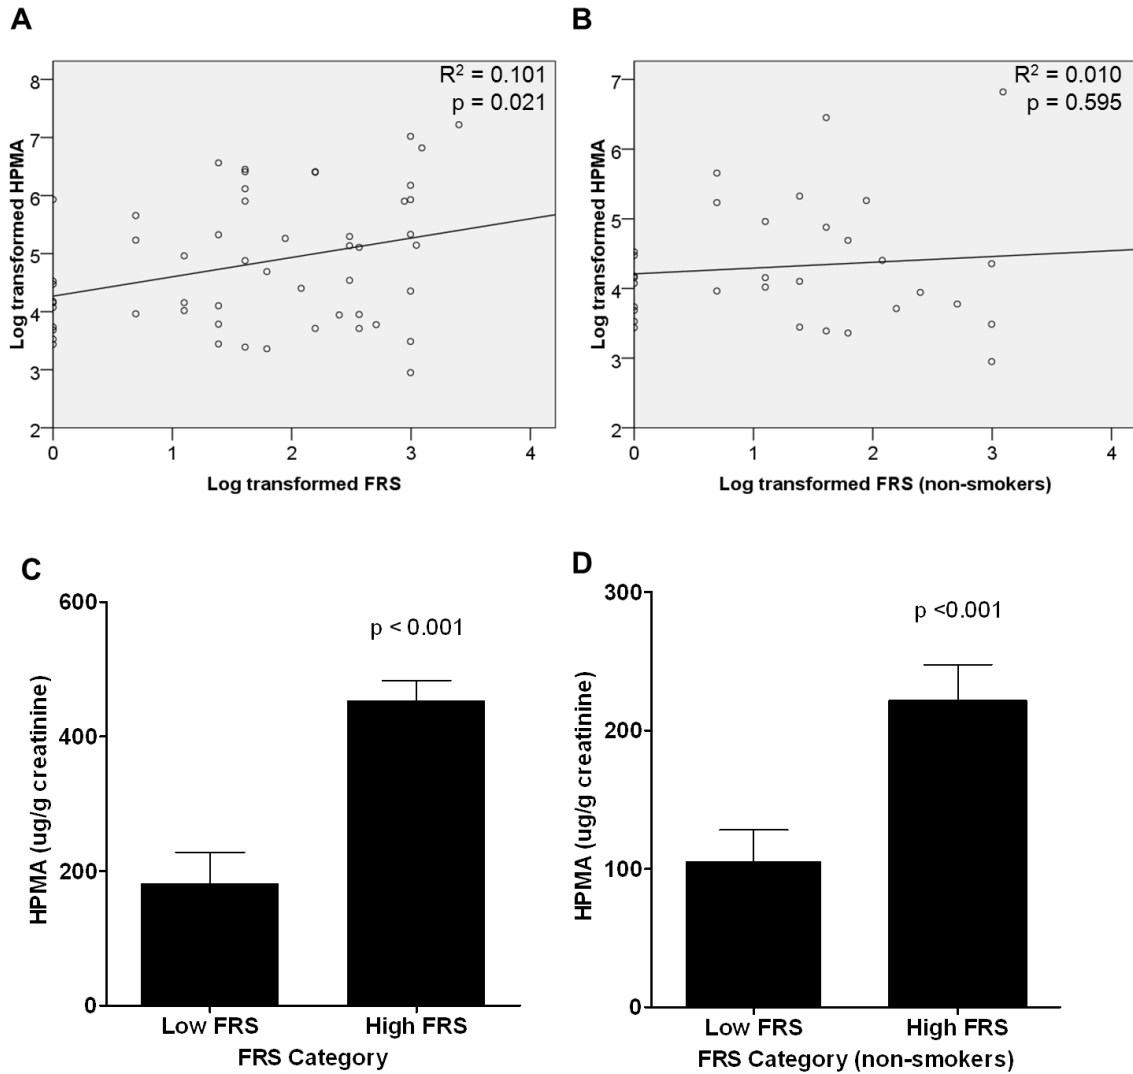 A
R² = 0.101
p = 0.021
8
7
6
5
4
3
2
0
1
2
3
4
Log transformed HPMA
Log transformed FRS
B
R² = 0.010
p = 0.595
7
6
5
4
3
2
0
1
2
3
4
Log transformed HPMA
Log transformed FRS (non-smokers)
C
600
400
200
0
p < 0.001
HPMA (ug/g creatinine)
Low FRS
High FRS
FRS Category
D
300
200
100
0
p <0.001
HPMA (ug/g creatinine)
Low FRS
High FRS
FRS Category (non-smokers)